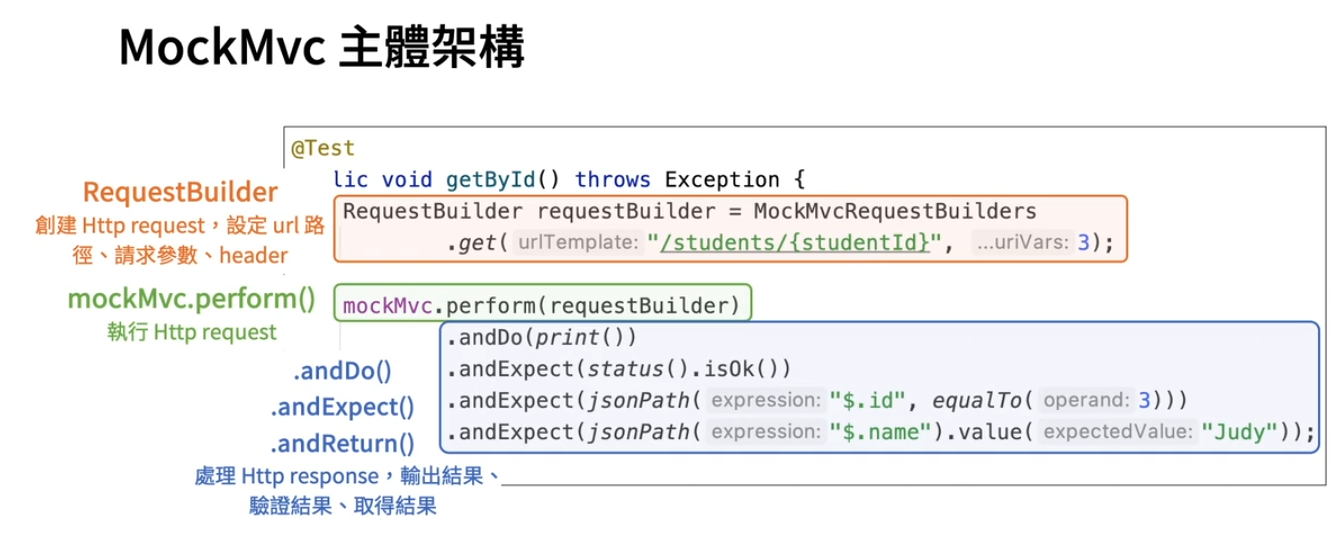 MockMvc 主體架構
@Test
lic void getById() throws Exception {
RequestBuilder
創建 Http request，設定 url 路
徑、請求參數、header
RequestBuilder requestBuilder = MockMvcRequestBuilders
.get( urlTemplate: "/students/{studentId}", ...uriVars: 3);
mockMvc.perform()
執行 Http request
mockMvc.perform(requestBuilder)
.andDo(print())
.andExpect(status().isOk())
.andExpect(jsonPath( expression: "$.id", equalTo( operand: 3)))
.andExpect(jsonPath( expression: "$.name").value( expectedValue: "Judy"));
.andDo()
.andExpect()
.andReturn()
處理 Http response，輸出結果、
驗證結果、取得結果